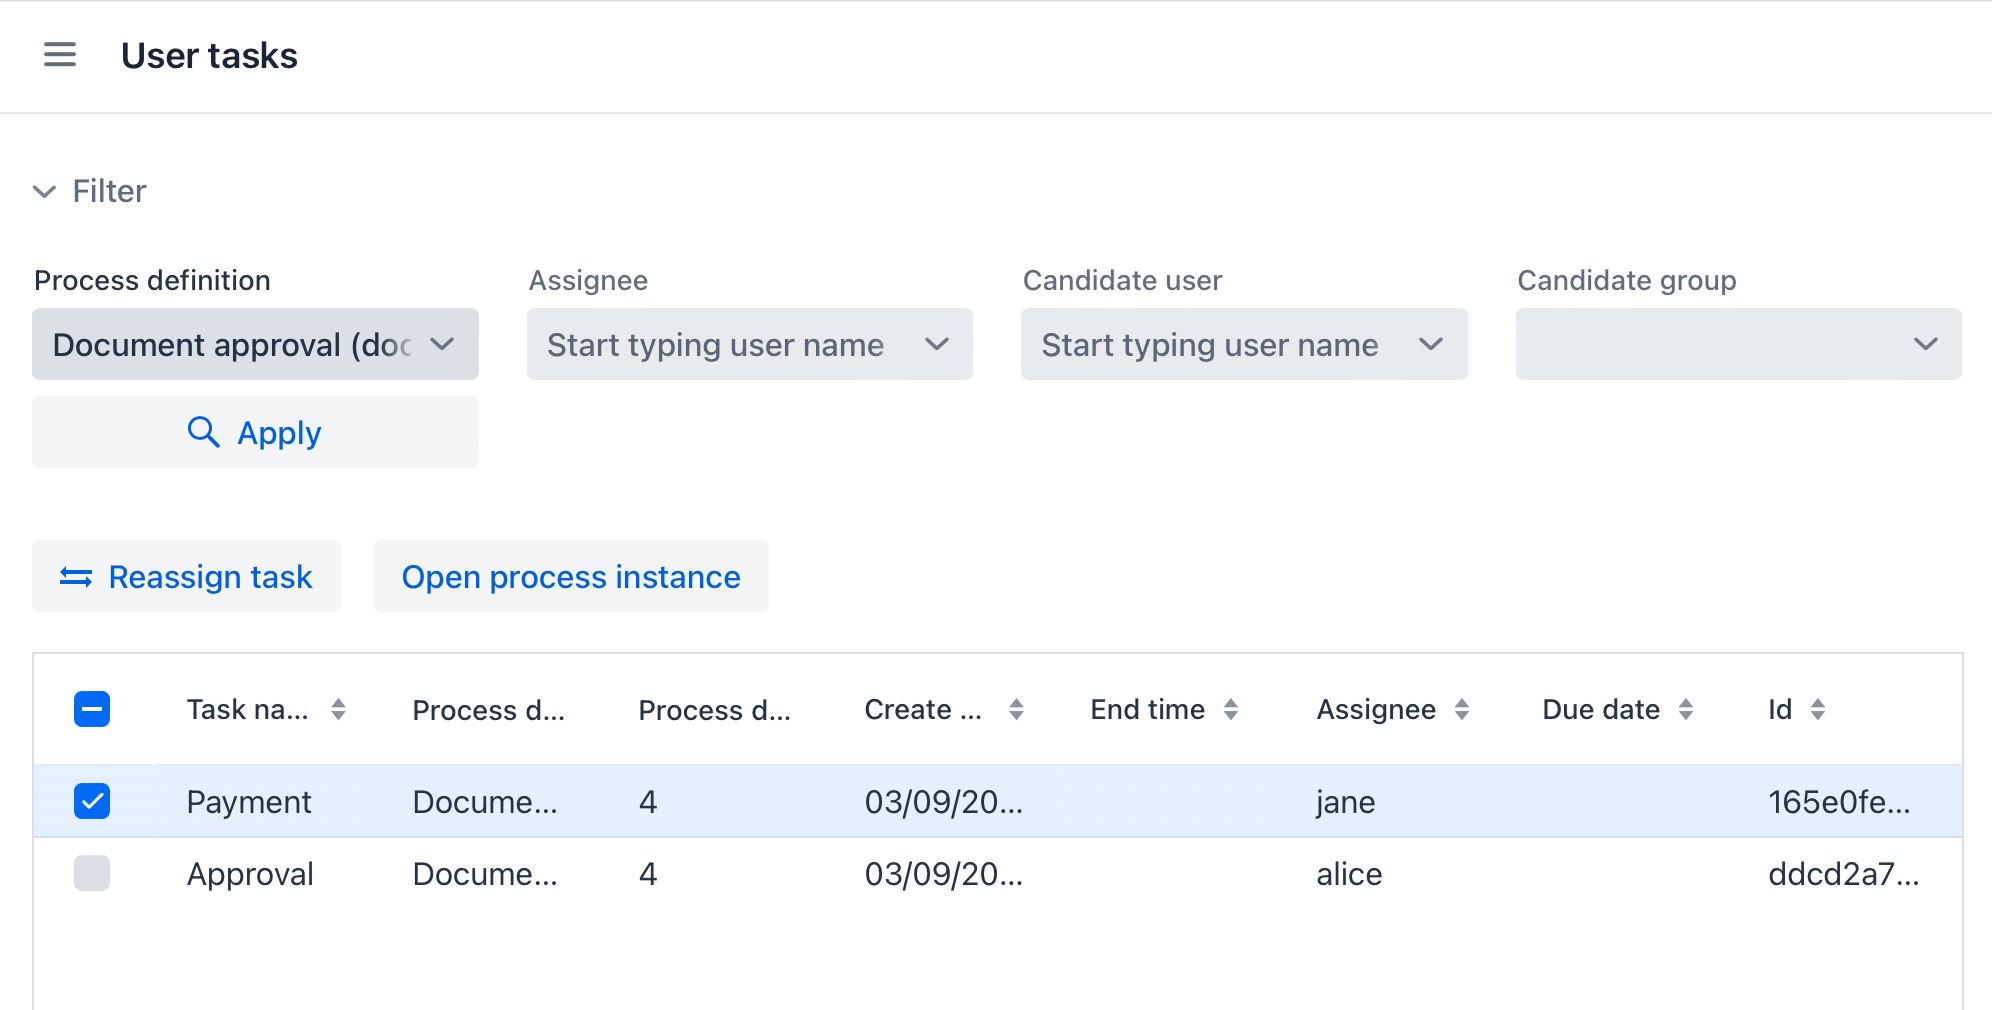 User tasks
Filter
Process definition Assignee Candidate user Candidate group
Document approval (doc Start typing user name Start typing user name
Apply
Reassign task Open process instance
Task na... Process d... Process d... Create ... End time Assignee Due date Id
Payment Docume... 4 03/09/20... jane 165e0fe...
Approval Docume... 4 03/09/20... alice ddcd2a7...